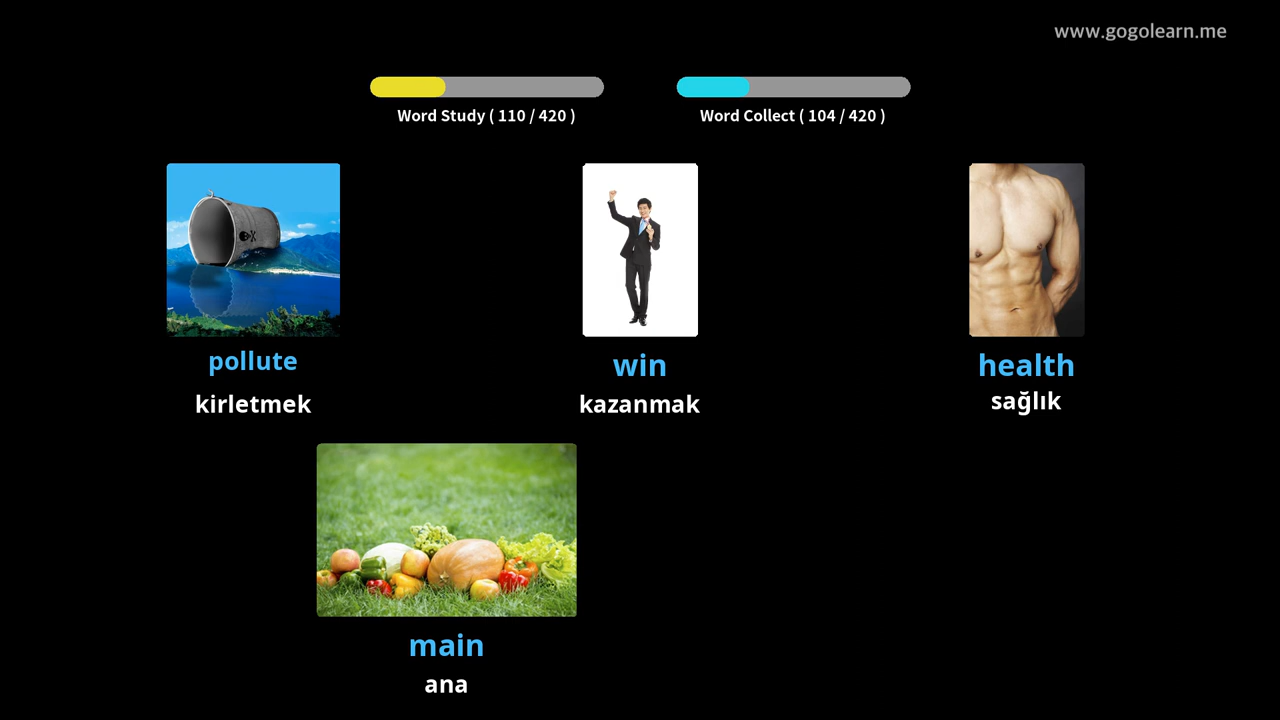 www.gogolearn.me
Word Study ( 110 / 420 )
Word Collect ( 104 / 420 )
pollute
kirletmek
win
kazanmak
health
sağlık
main
ana